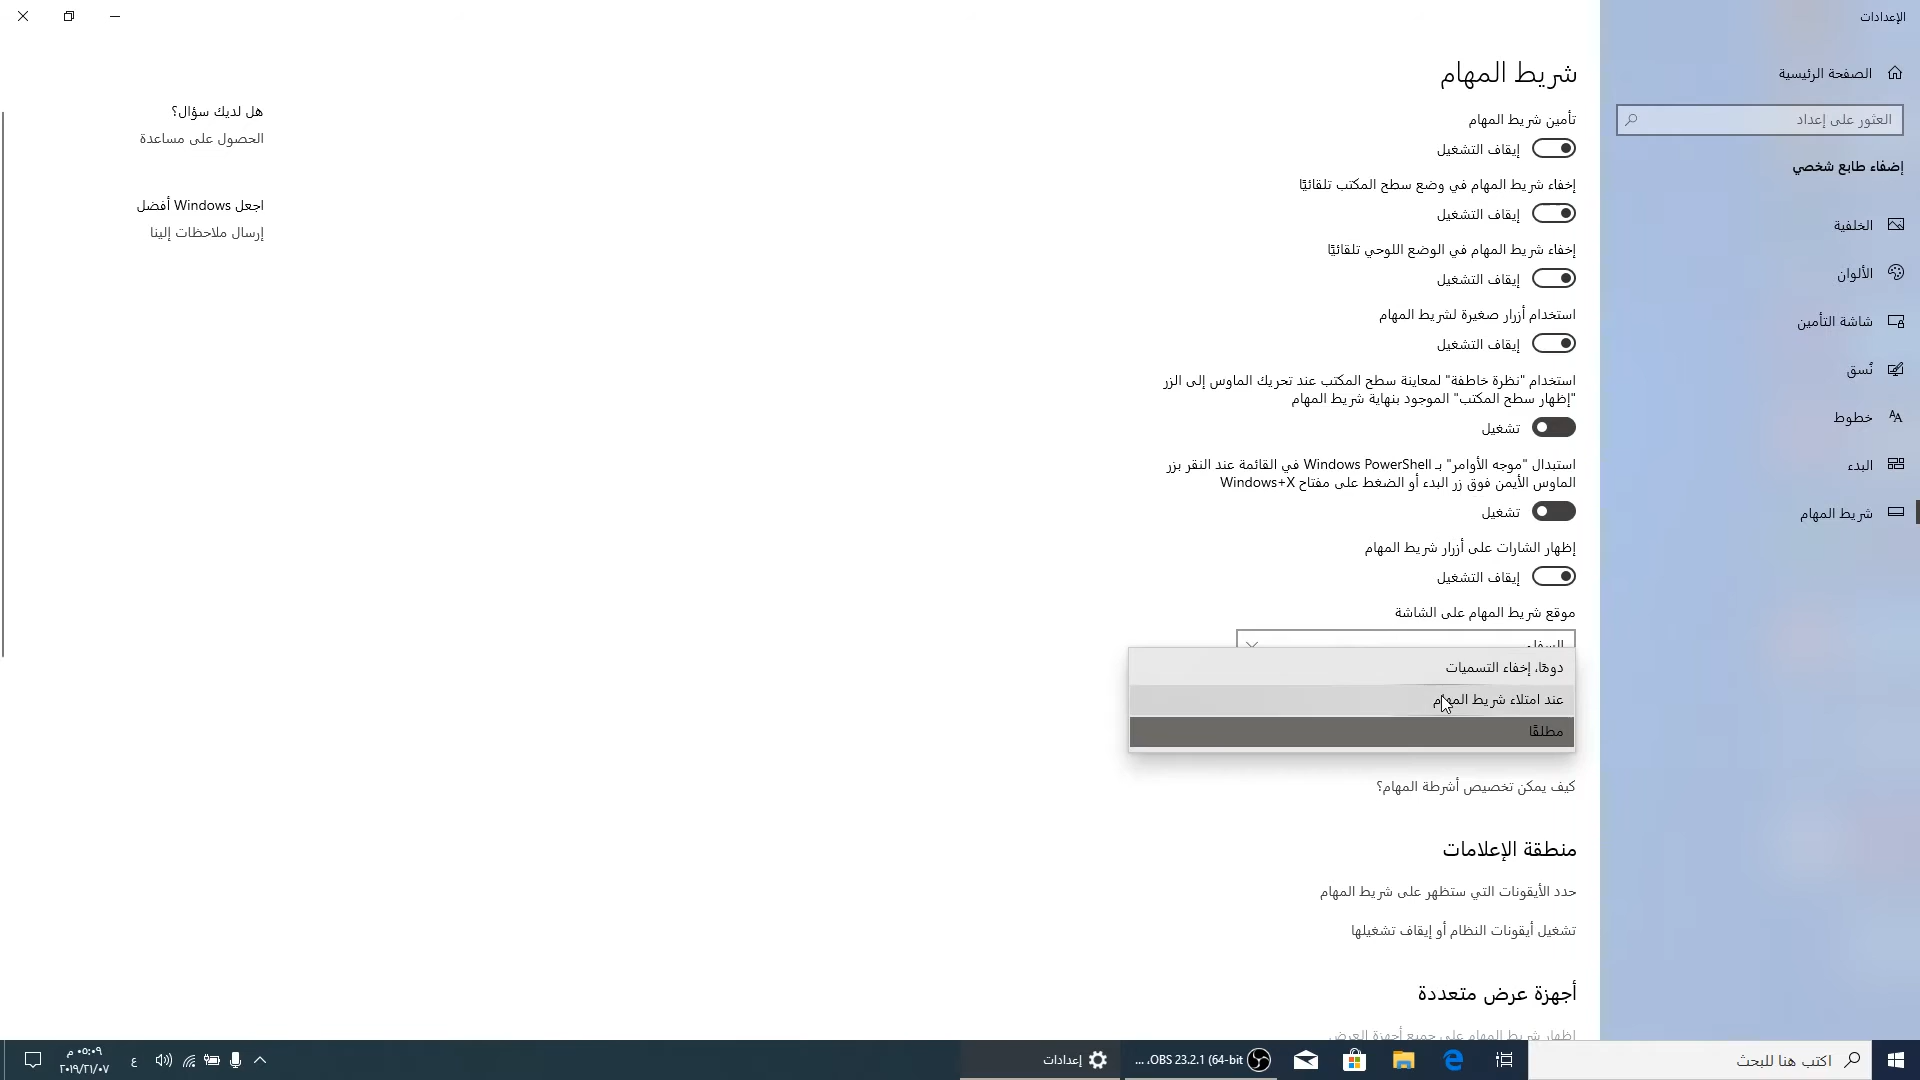 الإعدادات
الصفحة الرئيسية
العثور على إعداد
إضفاء طابع شخصي
الخلفية
الألوان
شاشة التأمين
نُسق
خطوط
البدء
شريط المهام
شريط المهام
تأمين شريط المهام
إيقاف التشغيل
إخفاء شريط المهام في وضع سطح المكتب تلقائيًا
إيقاف التشغيل
إخفاء شريط المهام في الوضع اللوحي تلقائيًا
إيقاف التشغيل
استخدام أزرار صغيرة لشريط المهام
إيقاف التشغيل
استخدام "نظرة خاطفة" لمعاينة سطح المكتب عند تحريك الماوس إلى الزر
"إظهار سطح المكتب" الموجود بنهاية شريط المهام
تشغيل
استبدال "موجه الأوامر" بـ Windows PowerShell في القائمة عند النقر بزر
الماوس الأيمن فوق زر البدء أو الضغط على مفتاح Windows+X
تشغيل
إظهار الشارات على أزرار شريط المهام
إيقاف التشغيل
موقع شريط المهام على الشاشة
دومًا، إخفاء التسميات
عند امتلاء شريط المهام
مطلقًا
كيف يمكن تخصيص أشرطة المهام؟
منطقة الإعلامات
حدد الأيقونات التي ستظهر على شريط المهام
تشغيل أيقونات النظام أو إيقاف تشغيلها
أجهزة عرض متعددة
إظهار شريط المهام على جميع أجهزة العرض
هل لديك سؤال؟
الحصول على مساعدة
اجعل Windows أفضل
إرسال ملاحظات إلينا
اكتب هنا للبحث
OBS 23.2.1 (64-bit, ...
إعدادات
ع
٠٥:٠٩ م
٢٠١٩/٢١/٠٧